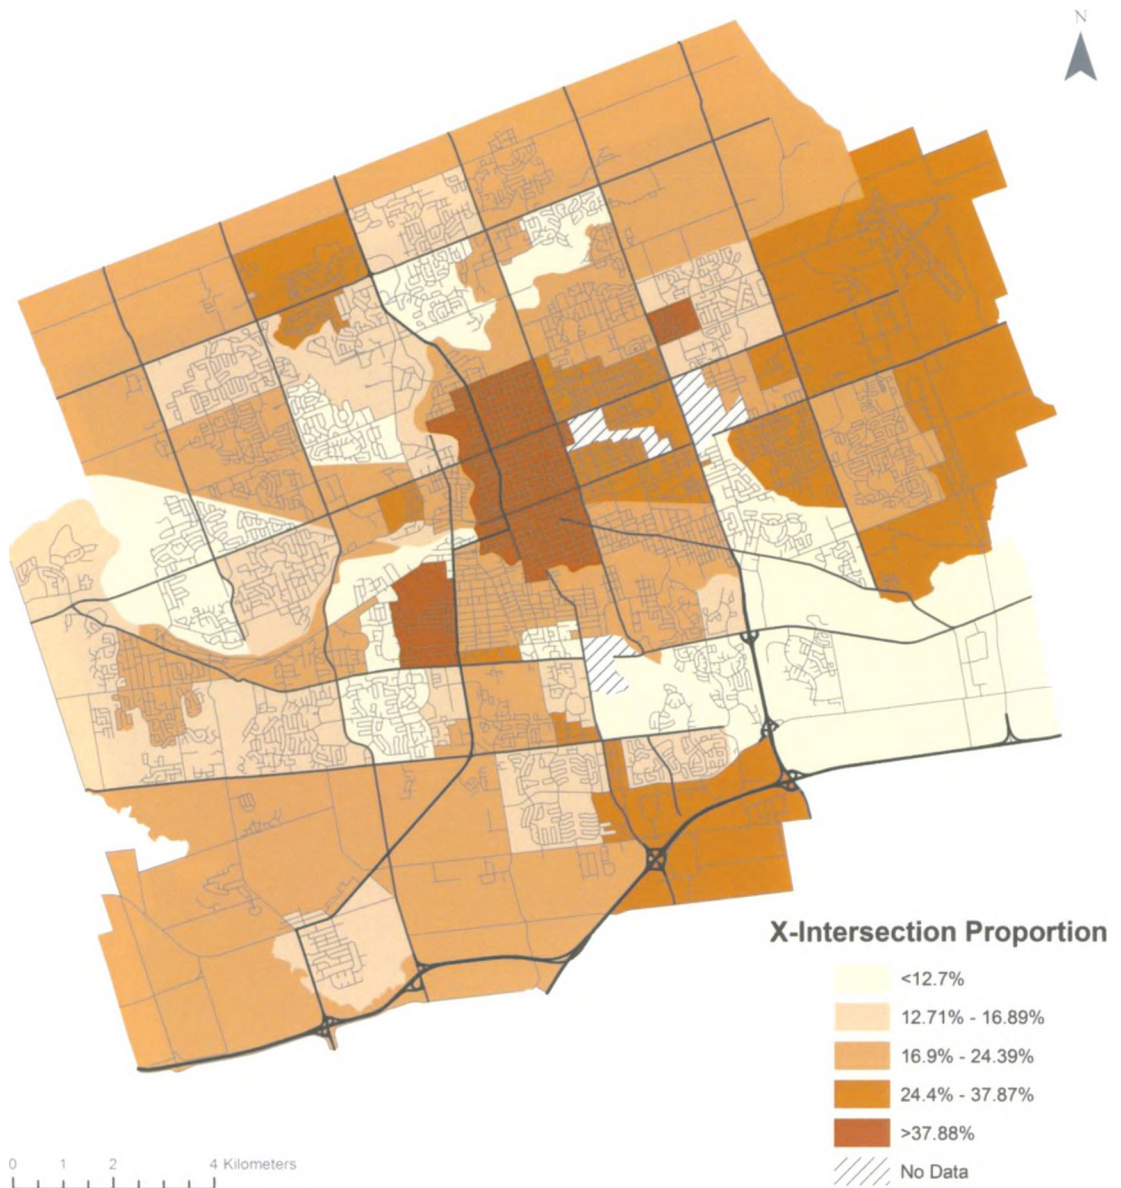 N
X-Intersection Proportion
<12.7%
12.71% - 16.89%
16.9% - 24.39%
24.4% - 37.87%
>37.88%
No Data
0 1 2 4 Kilometers